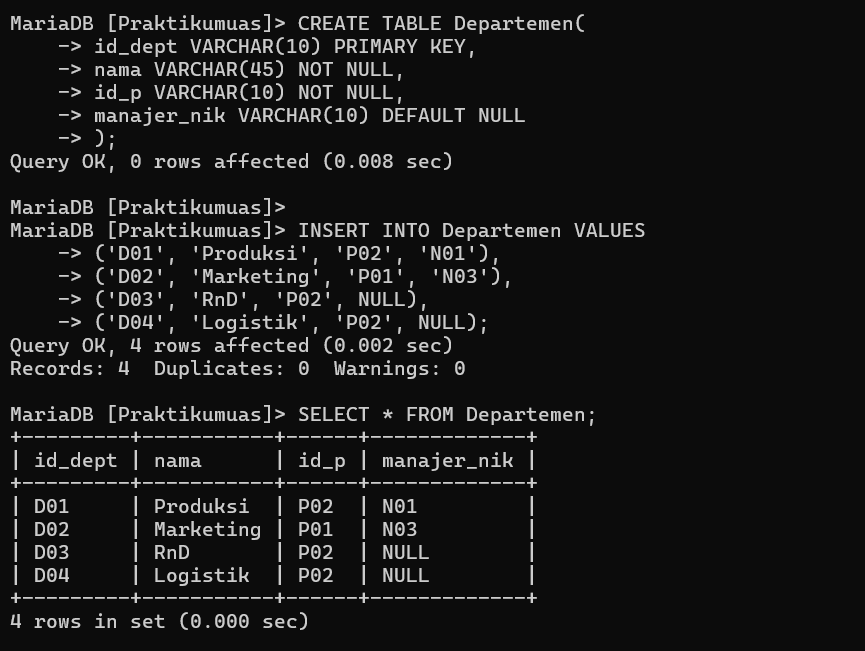 MariaDB [Praktikumuas]> CREATE TABLE Departemen(
    -> id_dept VARCHAR(10) PRIMARY KEY,
    -> nama VARCHAR(45) NOT NULL,
    -> id_p VARCHAR(10) NOT NULL,
    -> manajer_nik VARCHAR(10) DEFAULT NULL
    -> );
Query OK, 0 rows affected (0.008 sec)

MariaDB [Praktikumuas]>
MariaDB [Praktikumuas]> INSERT INTO Departemen VALUES
    -> ('D01', 'Produksi', 'P02', 'N01'),
    -> ('D02', 'Marketing', 'P01', 'N03'),
    -> ('D03', 'RnD', 'P02', NULL),
    -> ('D04', 'Logistik', 'P02', NULL);
Query OK, 4 rows affected (0.002 sec)
Records: 4  Duplicates: 0  Warnings: 0

MariaDB [Praktikumuas]> SELECT * FROM Departemen;
+---------+-----------+------+-------------+
| id_dept | nama      | id_p | manajer_nik |
+---------+-----------+------+-------------+
| D01     | Produksi  | P02  | N01         |
| D02     | Marketing | P01  | N03         |
| D03     | RnD       | P02  | NULL        |
| D04     | Logistik  | P02  | NULL        |
+---------+-----------+------+-------------+
4 rows in set (0.000 sec)